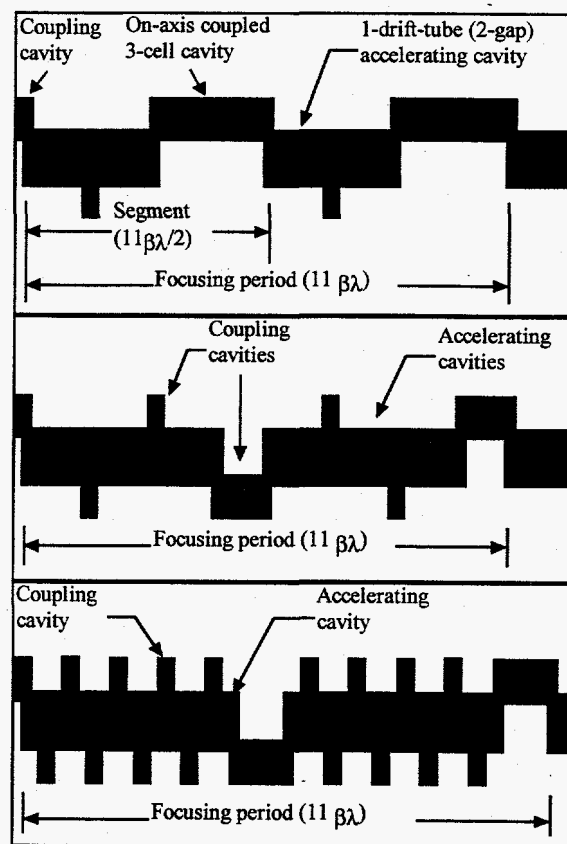 Coupling
cavity
On-axis coupled
3-cell cavity
1-drift-tube (2-gap)
accelerating cavity
Segment
(11βλ/2)
Focusing period (11 βλ)
Coupling
cavities
Accelerating
cavities
Focusing period (11 βλ)
Coupling
cavity
Accelerating
cavity
Focusing period (11 βλ)